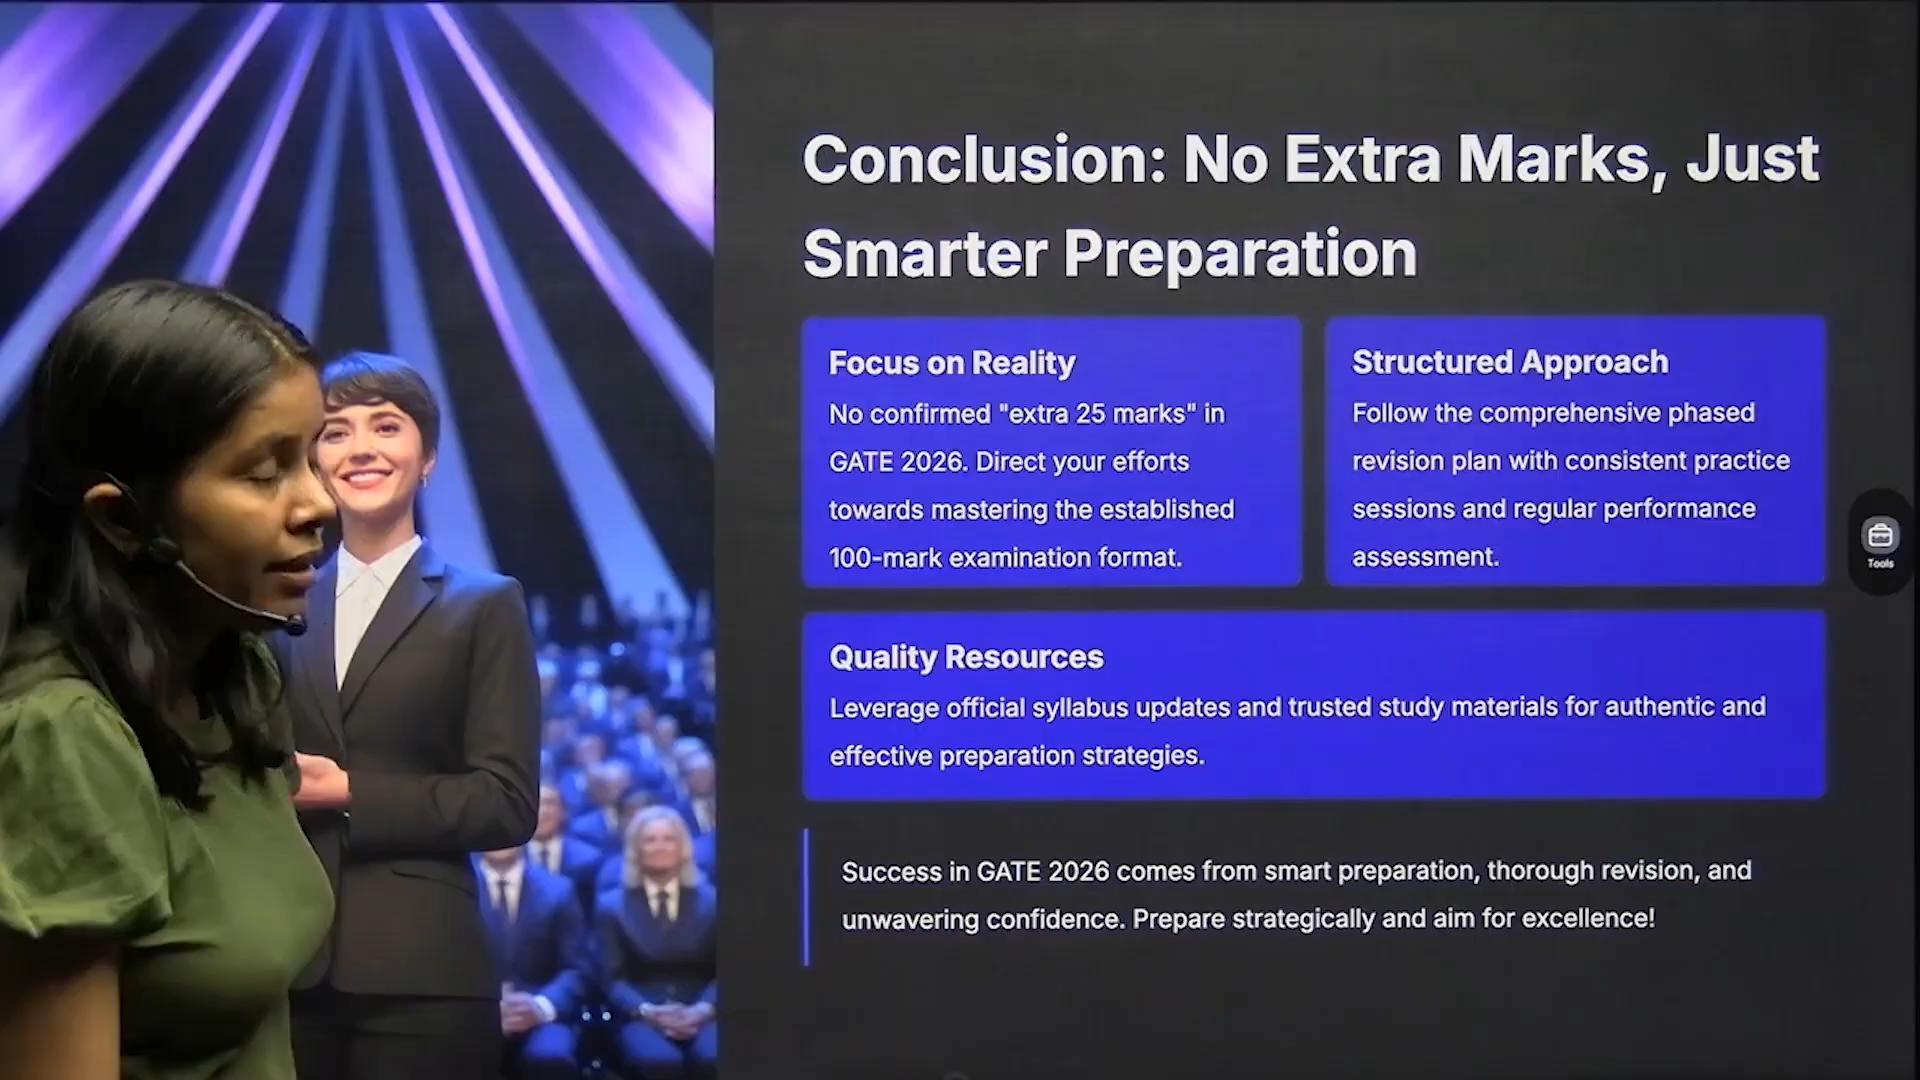 Conclusion: No Extra Marks, Just
Smarter Preparation
Focus on Reality
No confirmed "extra 25 marks" in
GATE 2026. Direct your efforts
towards mastering the established
100-mark examination format.
Structured Approach
Follow the comprehensive phased
revision plan with consistent practice
sessions and regular performance
assessment.
Quality Resources
Leverage official syllabus updates and trusted study materials for authentic and
effective preparation strategies.
Success in GATE 2026 comes from smart preparation, thorough revision, and
unwavering confidence. Prepare strategically and aim for excellence!
Tools